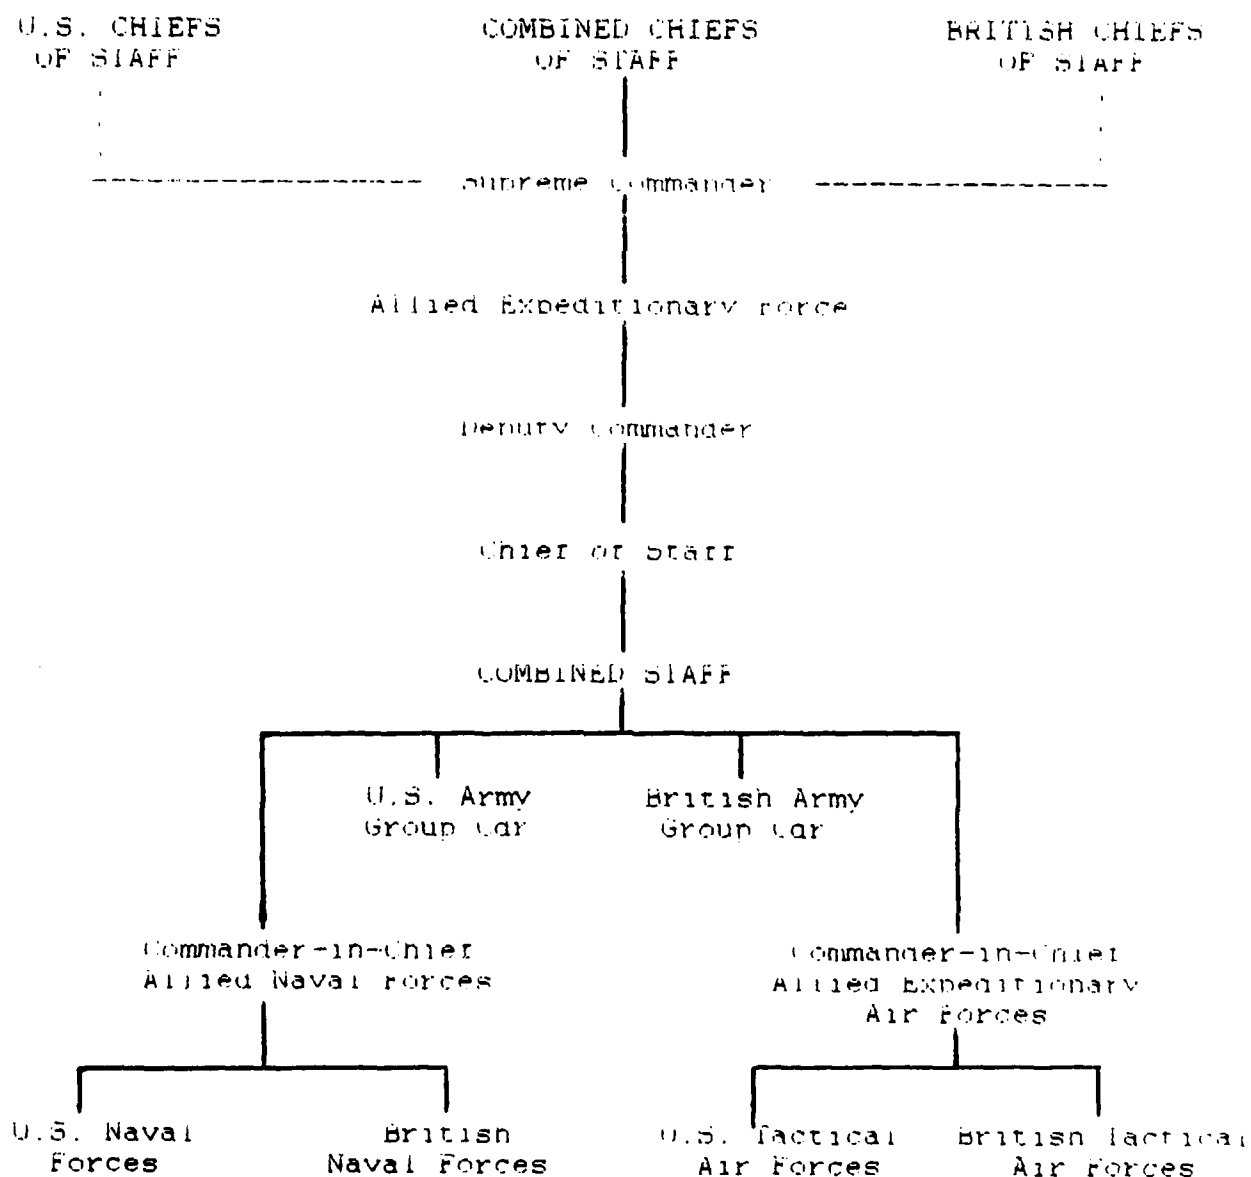 U.S. CHIEFS
OF STAFF
COMBINED CHIEFS
OF STAFF
BRITISH CHIEFS
OF STAFF
Supreme Commander
Allied Expeditionary Force
Deputy Commander
Chief of Staff
COMBINED STAFF
U.S. Army
Group
British Army
Group
Commander-in-Chief
Allied Naval Forces
Commander-in-Chief
Allied Expeditionary
Air Forces
U.S. Naval
Forces
British
Naval Forces
U.S. Tactical
Air Forces
British Tactical
Air Forces